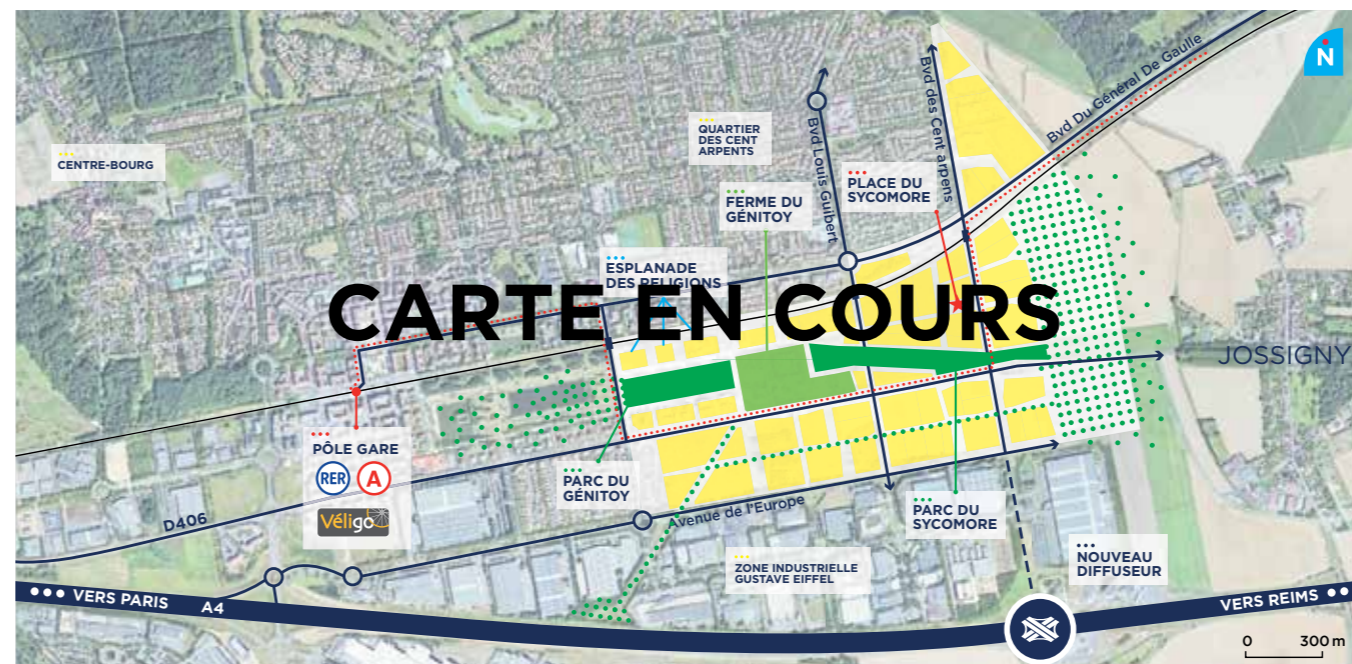 N
Bvd Du Général De Gaulle
Bvd des Cent arpens
Bvd Louis Guibert
QUARTIER
DES CENT
ARPENTS
CENTRE-BOURG
PLACE DU
SYCOMORE
FERME DU
GÉNITOY
ESPLANADE
DES RELIGIONS
CARTE EN COURS
JOSSIGNY
PÔLE GARE
RER A
Véligo
PARC DU
GÉNITOY
PARC DU
SYCOMORE
D406
Avenue de l'Europe
ZONE INDUSTRIELLE
GUSTAVE EIFFEL
NOUVEAU
DIFFUSEUR
VERS PARIS A4
VERS REIMS
0 300 m